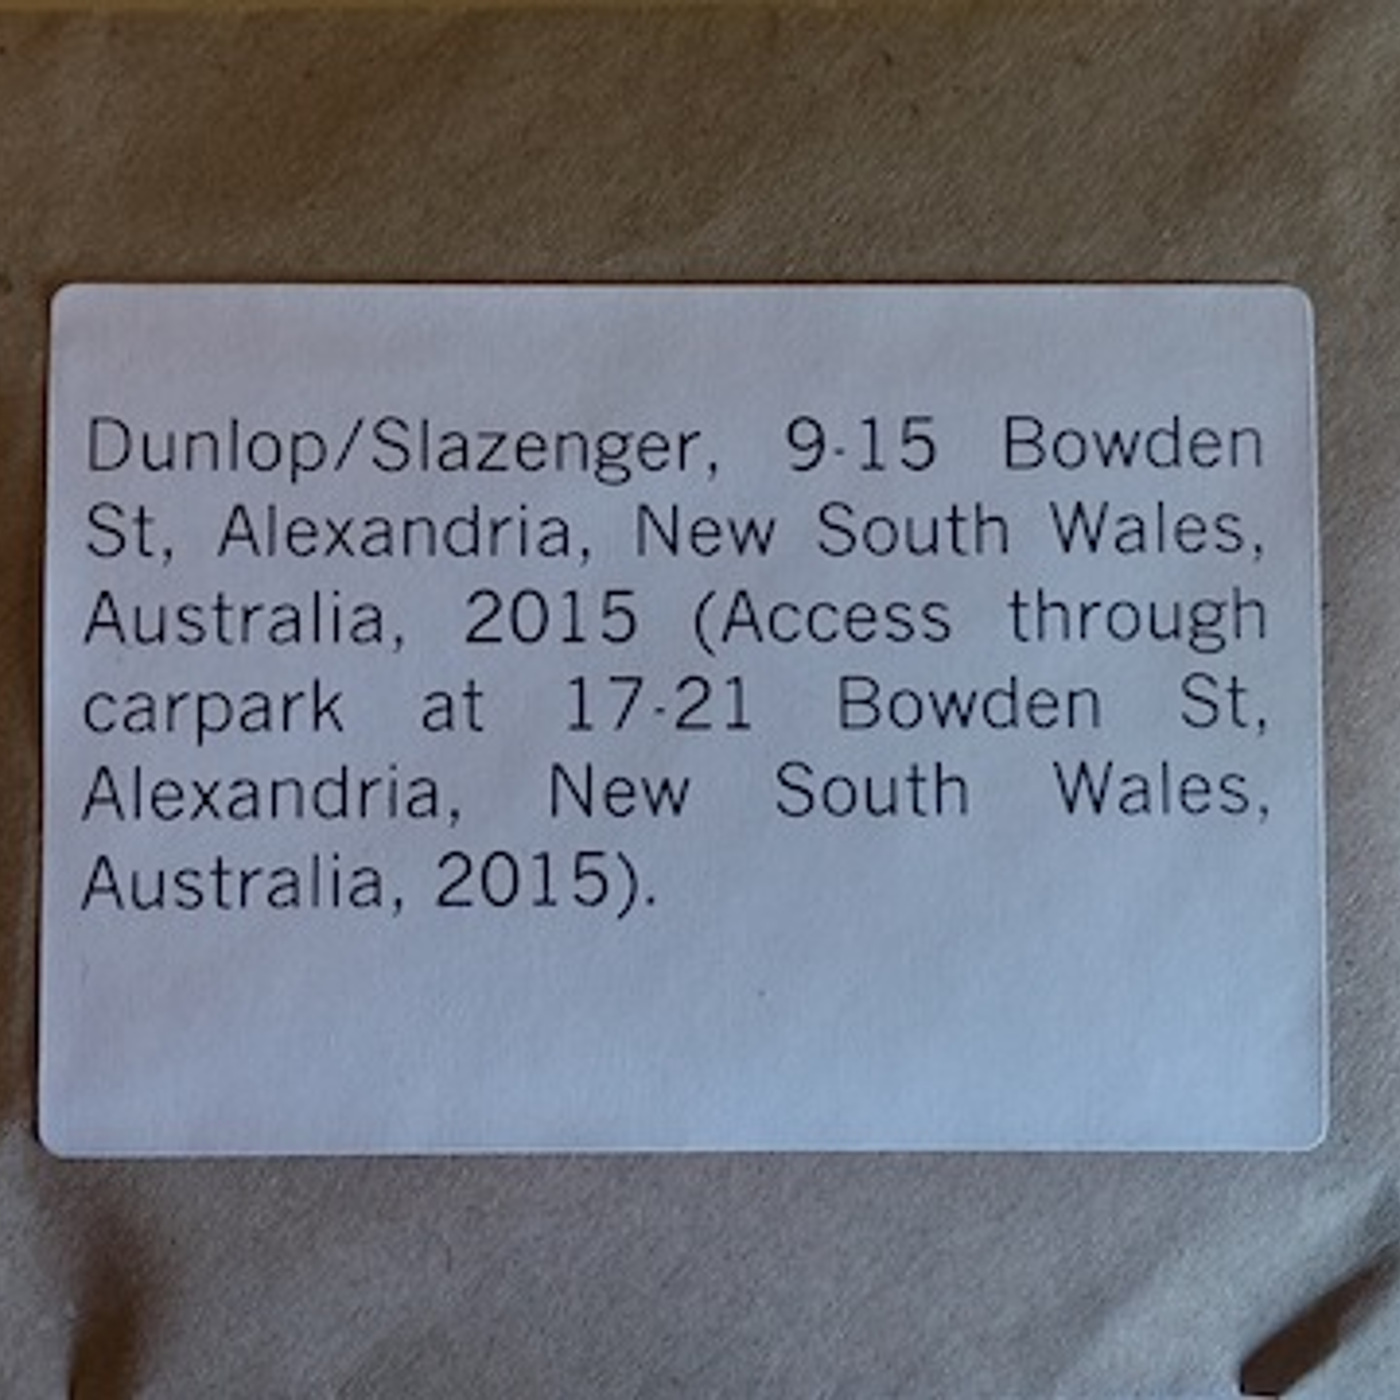 Dunlop/Slazenger, 9-15 Bowden
St, Alexandria, New South Wales,
Australia, 2015 (Access through
carpark at 17-21 Bowden St,
Alexandria, New South Wales,
Australia, 2015).